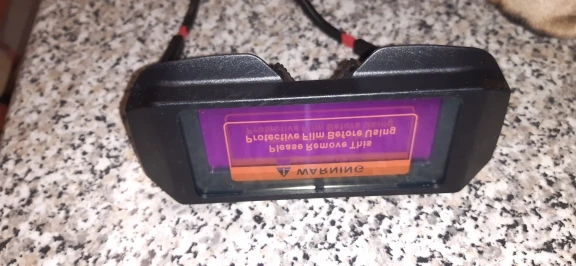 WARNING
Please Remove This
Protective Film Before Using